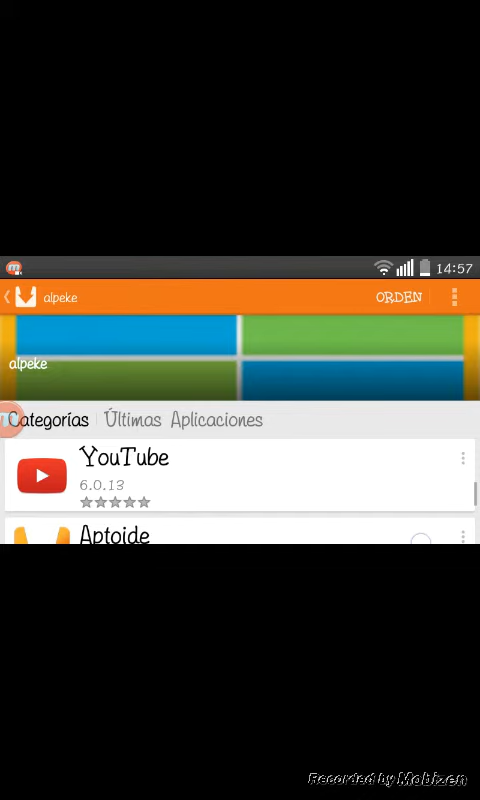 14:57
alpeke
ORDEN
alpeke
Categorías
Últimas Aplicaciones
YouTube
6.0.13
Aptoide
Recorded by Mobizen